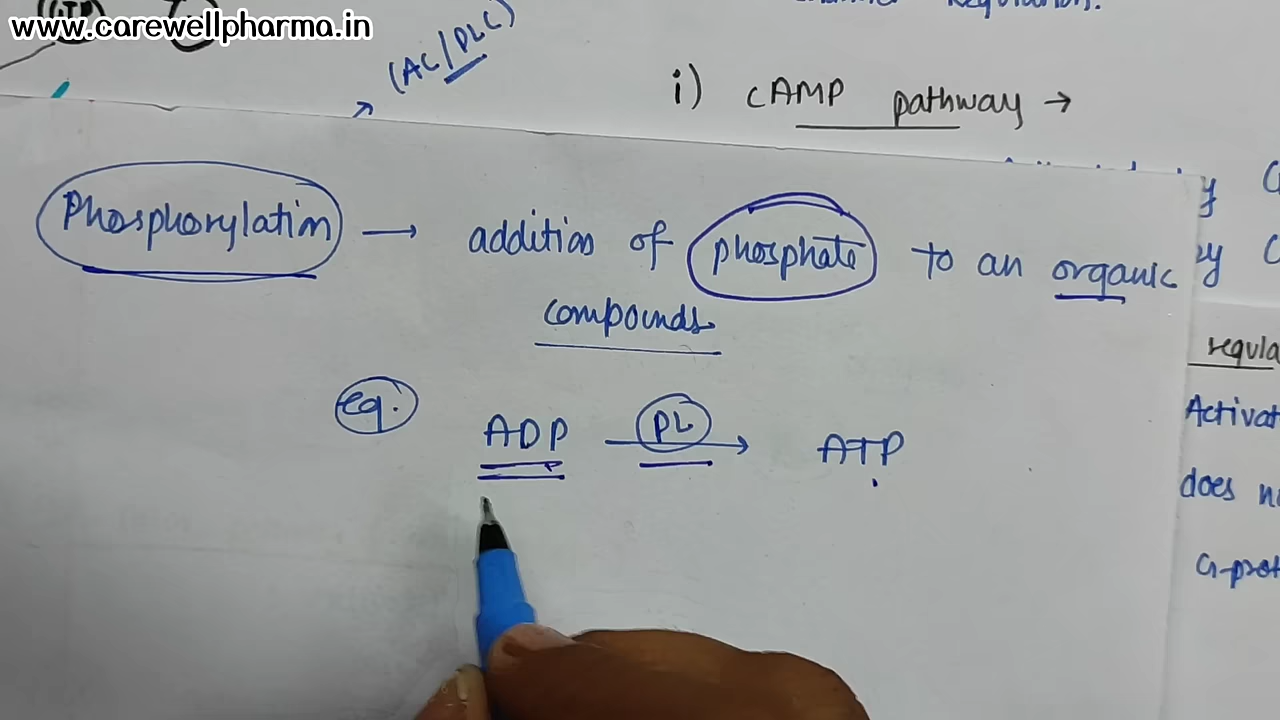 www.carewellpharma.in
(AC/PLC)
i) cAMP pathway →
Phosphorylation → addition of phosphate to an organic
compounds
eg. ADP PL → ATP
regula
Activat
does n
G-prot